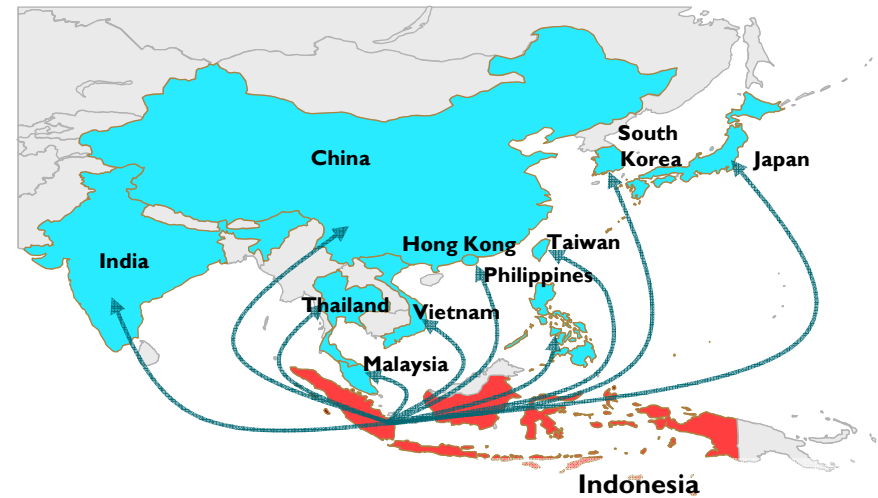 China
South
Korea
Japan
Hong Kong
Taiwan
India
Philippines
Thailand
Vietnam
Malaysia
Indonesia